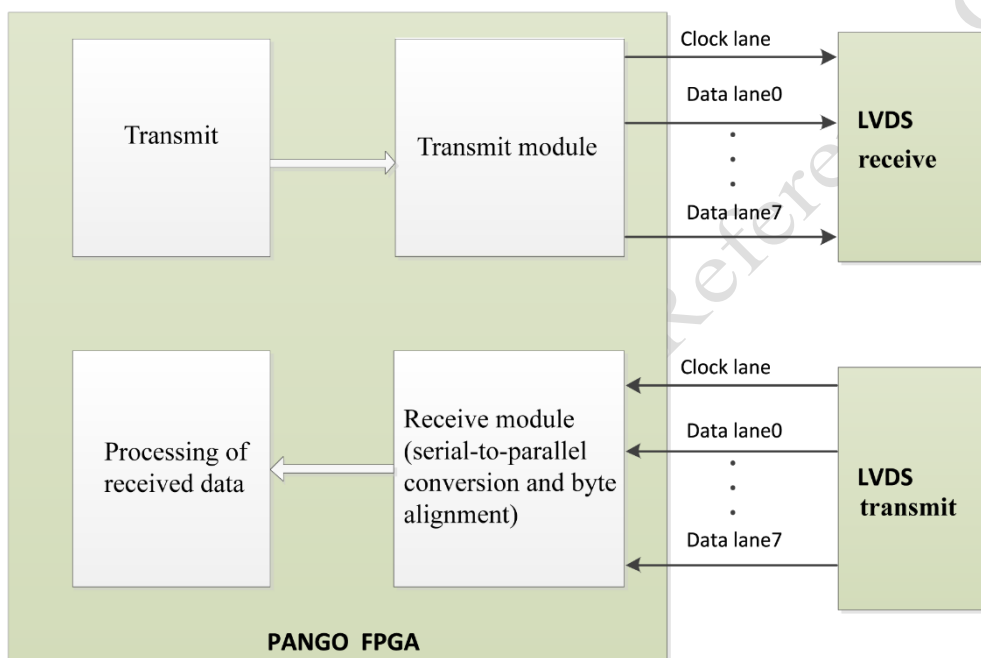 Transmit
Transmit module
Clock lane
Data lane0
Data lane7
LVDS
receive
Processing of
received data
Receive module
(serial-to-parallel
conversion and byte
alignment)
Clock lane
Data lane0
Data lane7
LVDS
transmit
PANGO FPGA